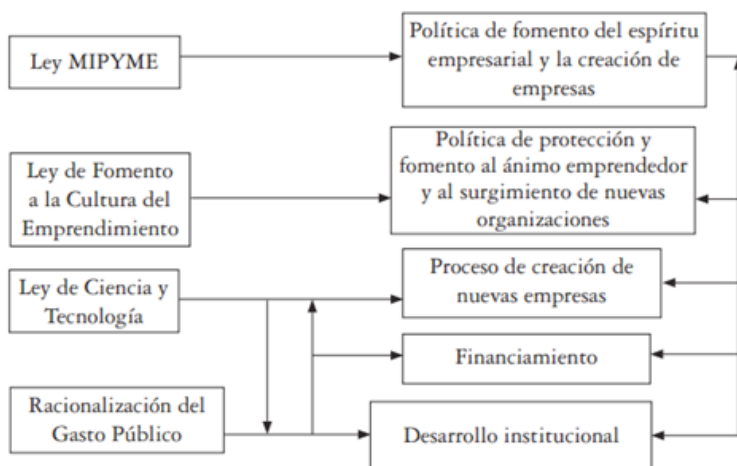 Ley MIPYME
Política de fomento del espíritu
empresarial y la creación de
empresas
Ley de Fomento
a la Cultura del
Emprendimiento
Política de protección y
fomento al ánimo emprendedor
y al surgimiento de nuevas
organizaciones
Ley de Ciencia y
Tecnología
Proceso de creación de
nuevas empresas
Financiamiento
Racionalización del
Gasto Público
Desarrollo institucional